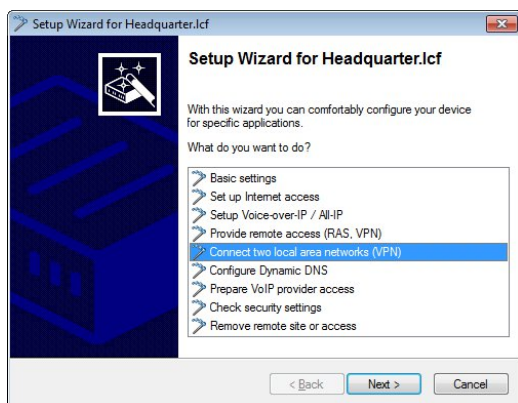 Setup Wizard for Headquarter.lcf
Setup Wizard for Headquarter.lcf
With this wizard you can comfortably configure your device
for specific applications.
What do you want to do?
Basic settings
Set up Internet access
Setup Voice-over-IP / All-IP
Provide remote access (RAS, VPN)
Connect two local area networks (VPN)
Configure Dynamic DNS
Prepare VoIP provider access
Check security settings
Remove remote site or access
< Back
Next >
Cancel